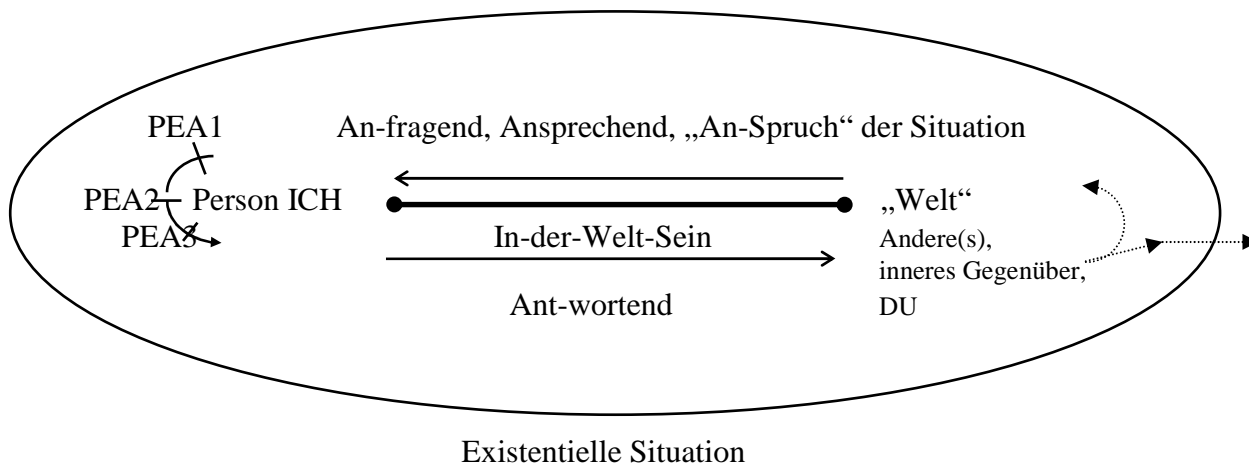 PEA1
An-fragend, Ansprechend, „An-Spruch“ der Situation
PEA2 Person ICH
„Welt“
PEA3
In-der-Welt-Sein
Andere(s),
inneres Gegenüber,
Ant-wortend
DU
Existentielle Situation